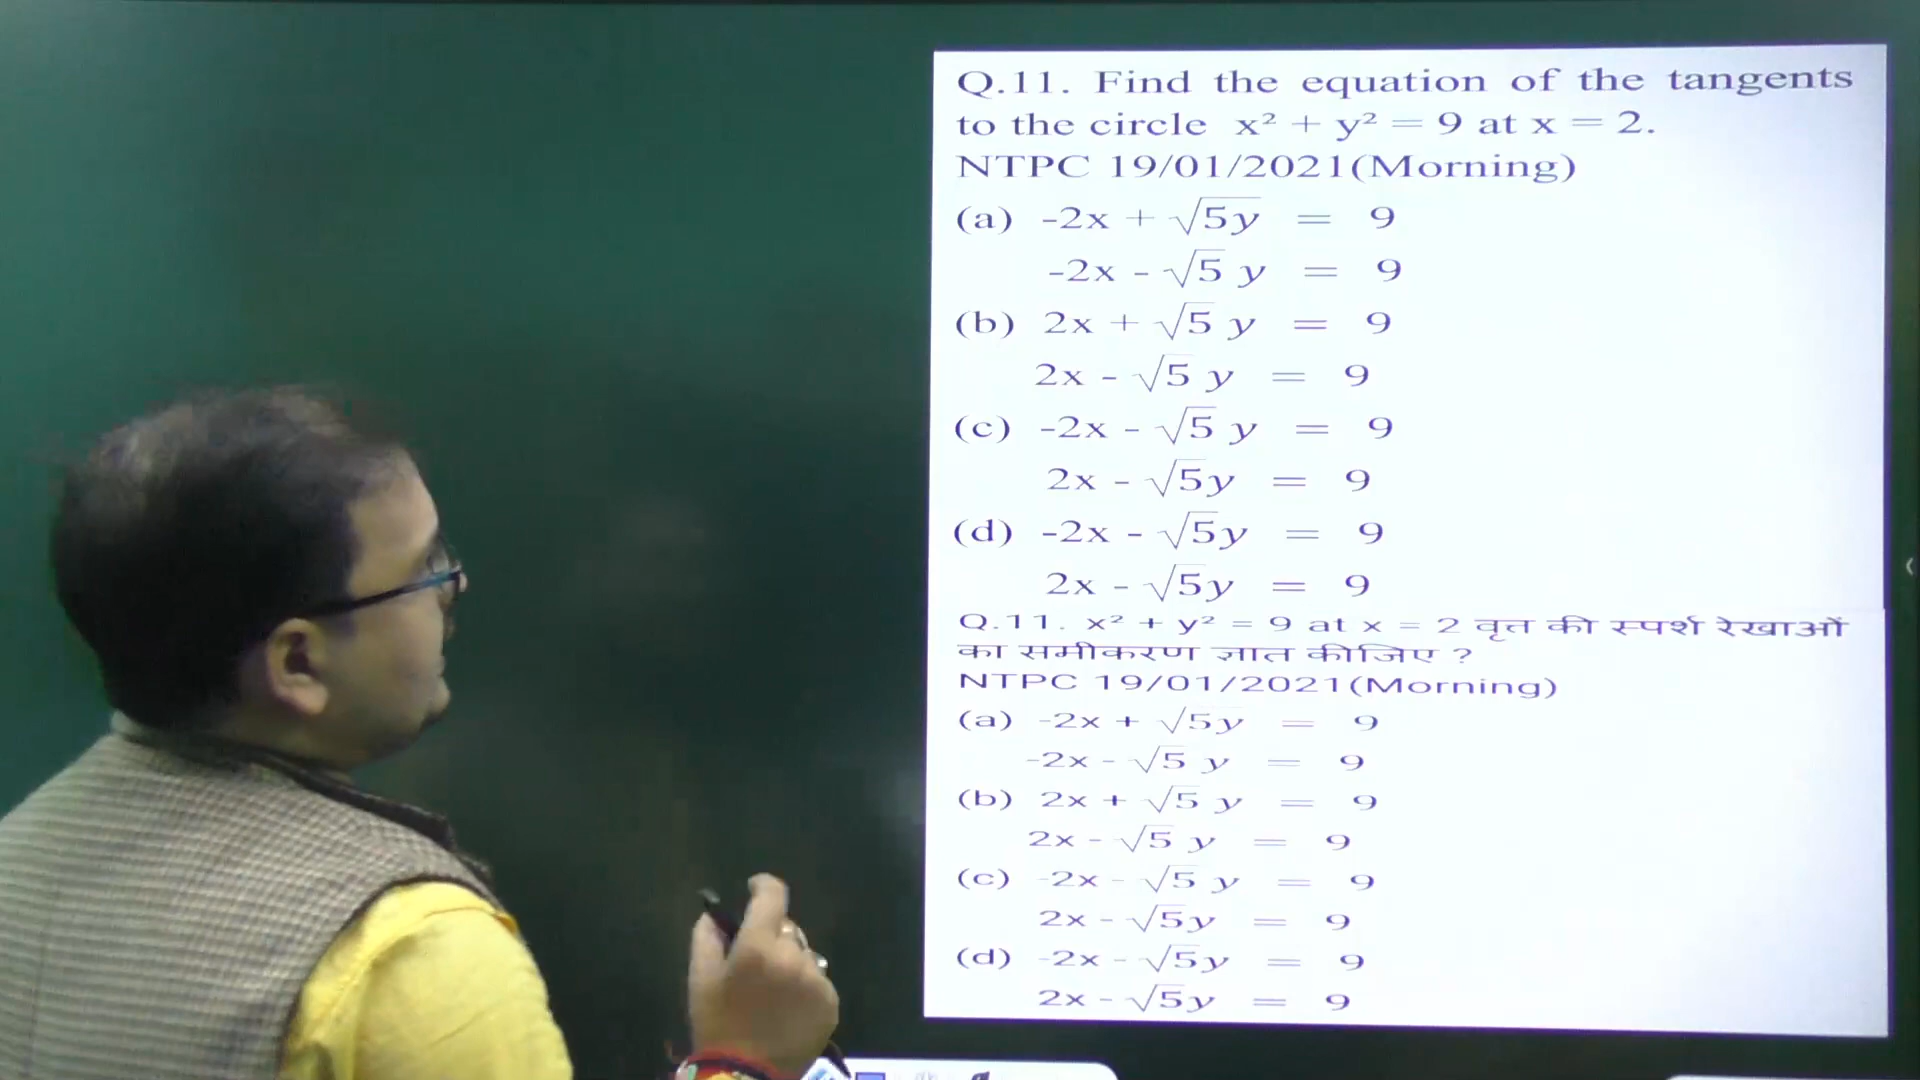 Q.11. Find the equation of the tangents
to the circle x² + y² = 9 at x = 2.
NTPC 19/01/2021(Morning)
(a) -2x + √5y = 9
-2x - √5 y = 9
(b) 2x + √5 y = 9
2x - √5 y = 9
(c) -2x - √5 y = 9
2x - √5y = 9
(d) -2x - √5y = 9
2x - √5y = 9
Q.11. x² + y² = 9 at x = 2 वृत की स्पर्श रेखाओं
का समीकरण ज्ञात कीजिए ?
NTPC 19/01/2021(Morning)
(a) -2x + √5y = 9
-2x - √5 y = 9
(b) 2x + √5 y = 9
2x - √5 y = 9
(c) -2x - √5 y = 9
2x - √5y = 9
(d) -2x - √5y = 9
2x - √5y = 9